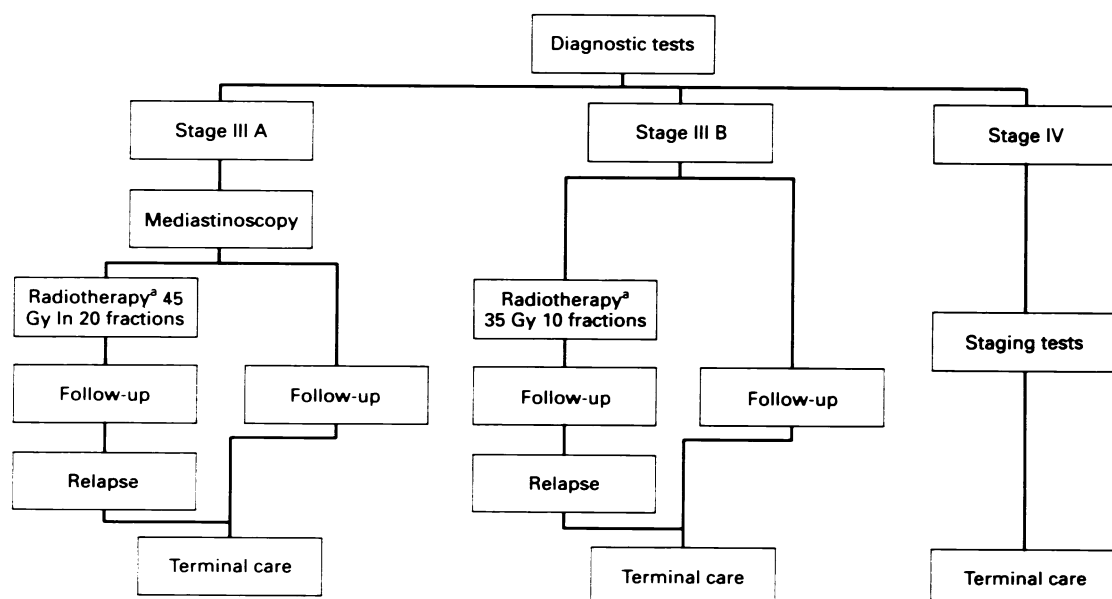 Diagnostic tests
Stage III A
Stage III B
Stage IV
Mediastinoscopy
Radiotherapyᵃ 45
Gy In 20 fractions
Radiotherapyᵃ
35 Gy 10 fractions
Staging tests
Follow-up
Follow-up
Follow-up
Follow-up
Relapse
Relapse
Terminal care
Terminal care
Terminal care